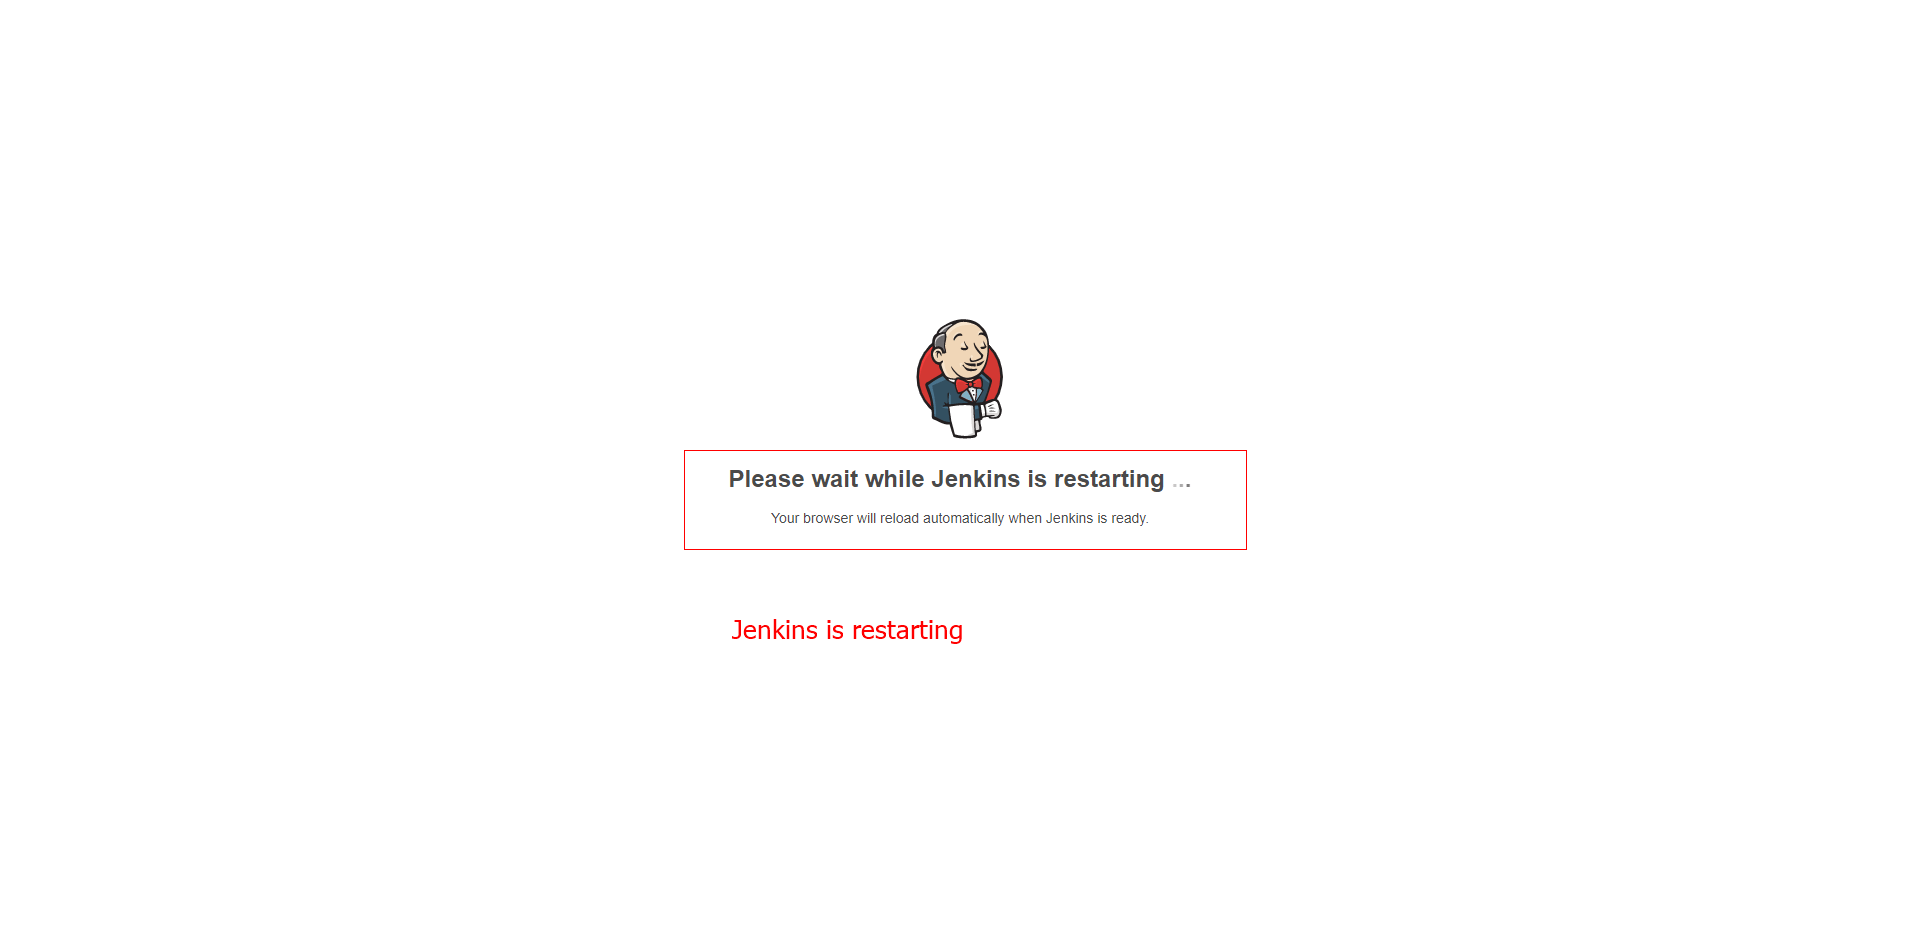 Please wait while Jenkins is restarting ...
Your browser will reload automatically when Jenkins is ready.
Jenkins is restarting